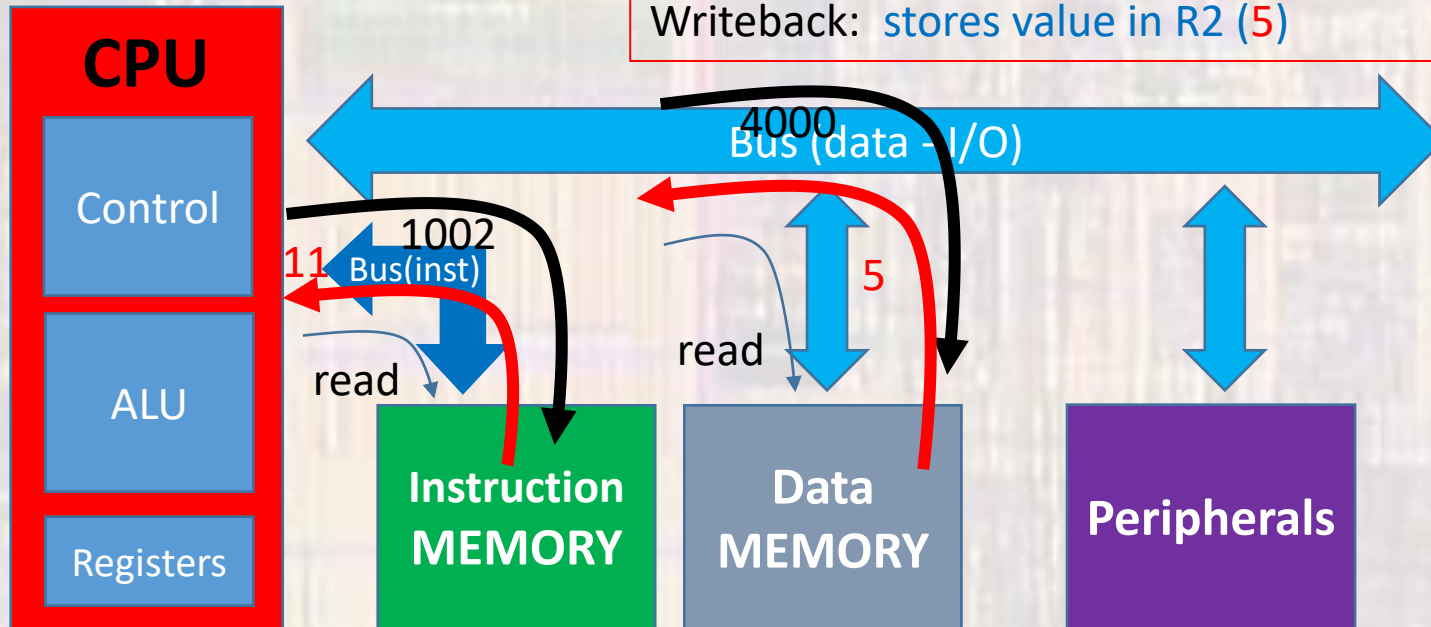 Writeback: stores value in R2 (5)
CPU
Control
ALU
Registers
4000
Bus (data - I/O)
1002
11
Bus(inst)
5
read
read
Instruction
MEMORY
Data
MEMORY
Peripherals